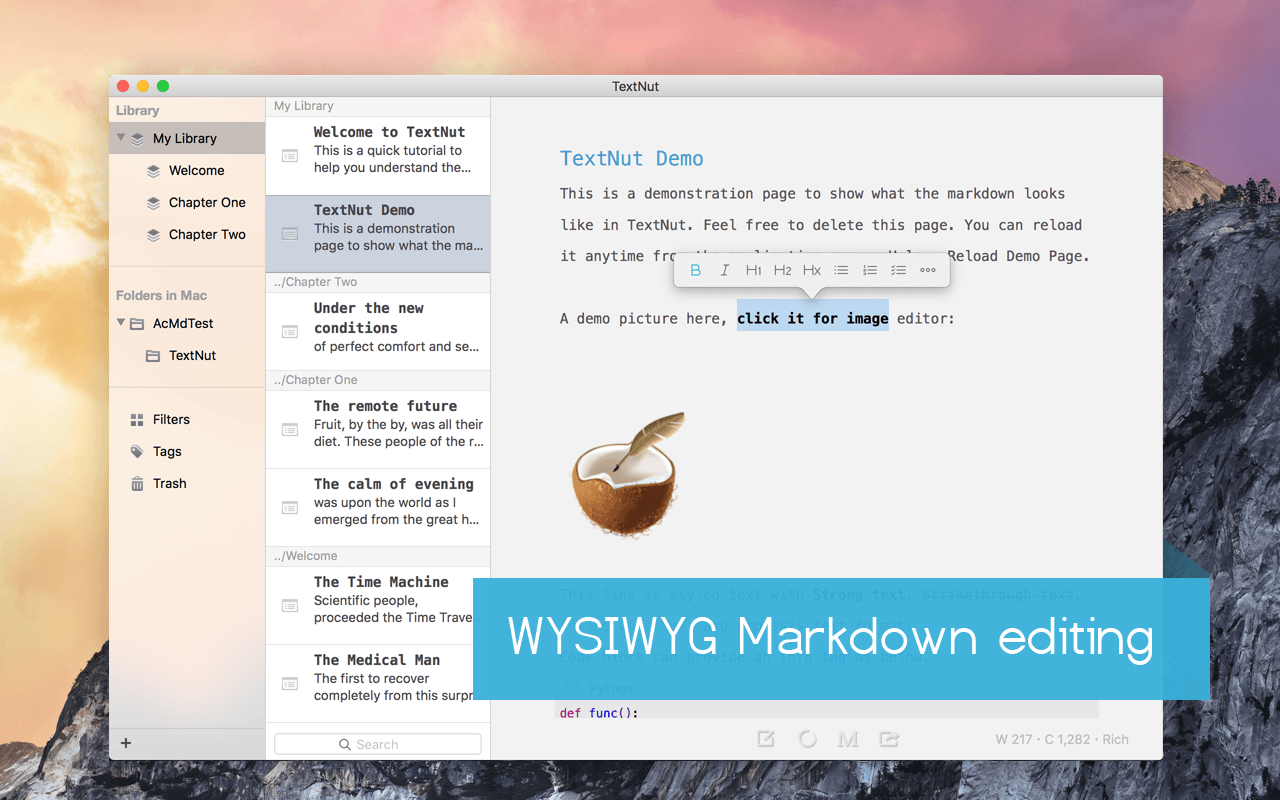 TextNut
Library
My Library
Welcome
Chapter One
Chapter Two
Folders in Mac
AcMdTest
TextNut
Filters
Tags
Trash
+
My Library
Welcome to TextNut
This is a quick tutorial to
help you understand the...
TextNut Demo
This is a demonstration
page to show what the ma...
../Chapter Two
Under the new
conditions
of perfect comfort and se...
../Chapter One
The remote future
Fruit, by the by, was all their
diet. These people of the r...
The calm of evening
was upon the world as I
emerged from the great h...
../Welcome
The Time Machine
Scientific people,
proceeded the Time Trave
The Medical Man
The first to recover
completely from this surpr
Search
TextNut Demo
This is a demonstration page to show what the markdown looks
like in TextNut. Feel free to delete this page. You can reload
it anytime Reload Demo Page.
B I H1 H2 Hx
A demo picture here, click it for image editor:
This line is styled text with Strong text, Strikethrough text,
WYSIWYG Markdown editing
Code block can provide an info tag as below:
Python
def func():
W 217 · C 1,282 · Rich